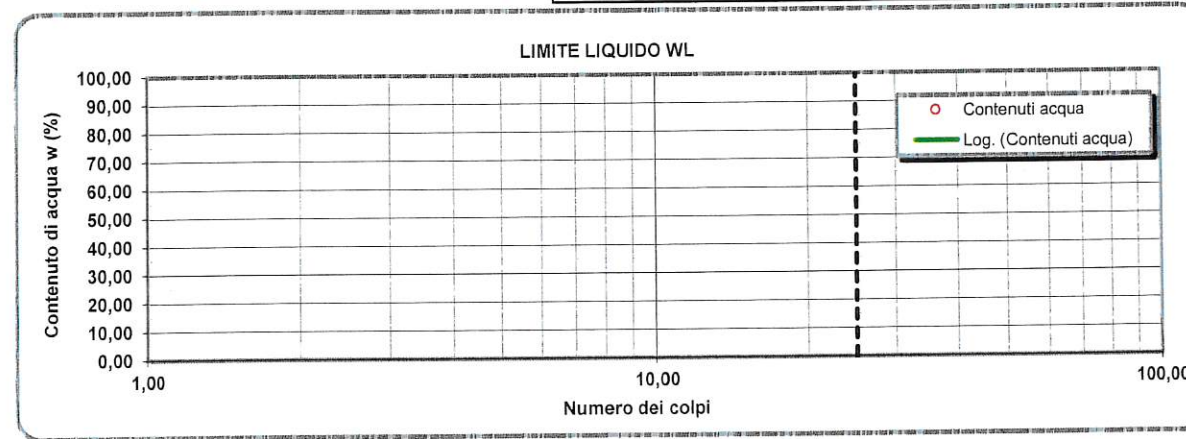 LIMITE LIQUIDO WL
Contenuto di acqua w (%)
100,00
90,00
80,00
70,00
60,00
50,00
40,00
30,00
20,00
10,00
0,00
Contenuti acqua
Log. (Contenuti acqua)
1,00
10,00
100,00
Numero dei colpi